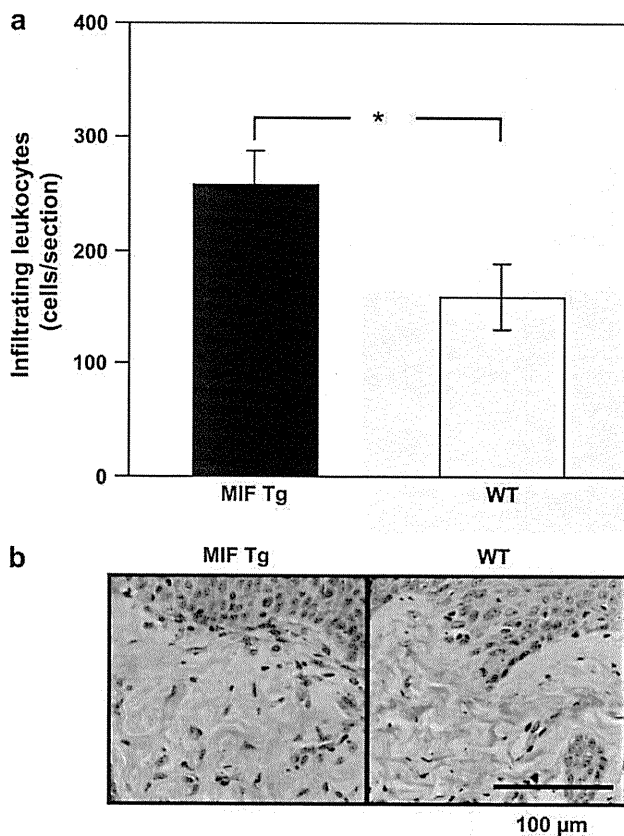 a
Infiltrating leukocytes
(cells/section)
400
300
200
100
0
*
MIF Tg
WT
b
MIF Tg
WT
100 µm